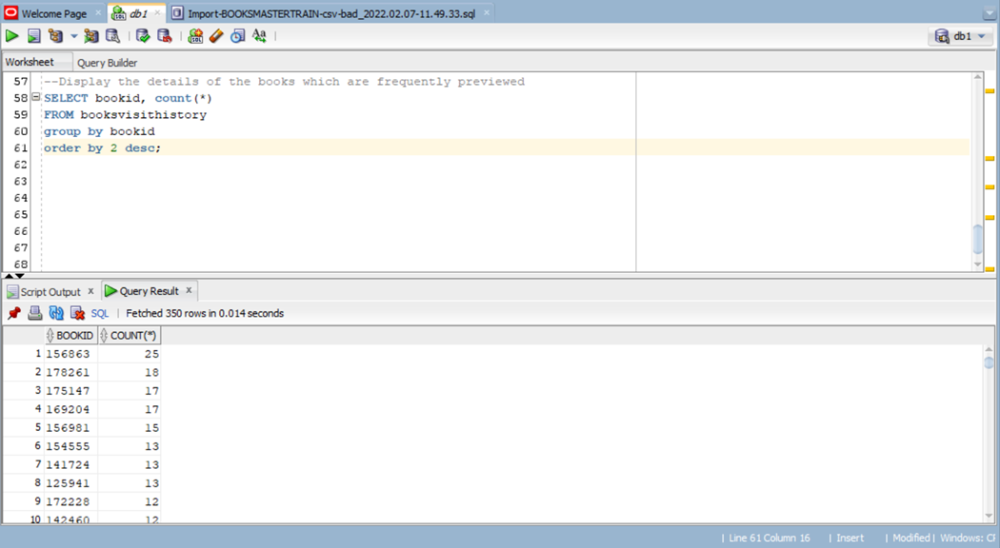 Welcome Page
db1
Import-BOOKSMASTERTRAIN-csv-bad_2022.02.07-11.49.33.sql
db1
Worksheet Query Builder
57 --Display the details of the books which are frequently previewed
58 SELECT bookid, count(*)
59 FROM booksvisithistory
60 group by bookid
61 order by 2 desc;
62
63
64
65
66
67
68
Script Output x Query Result x
SQL | Fetched 350 rows in 0.014 seconds
BOOKID COUNT(*)
1 156863 25
2 178261 18
3 175147 17
4 169204 17
5 156981 15
6 154555 13
7 141724 13
8 125941 13
9 172228 12
10 142460 12
| Line 61 Column 16 | Insert | Modified | Windows: CF